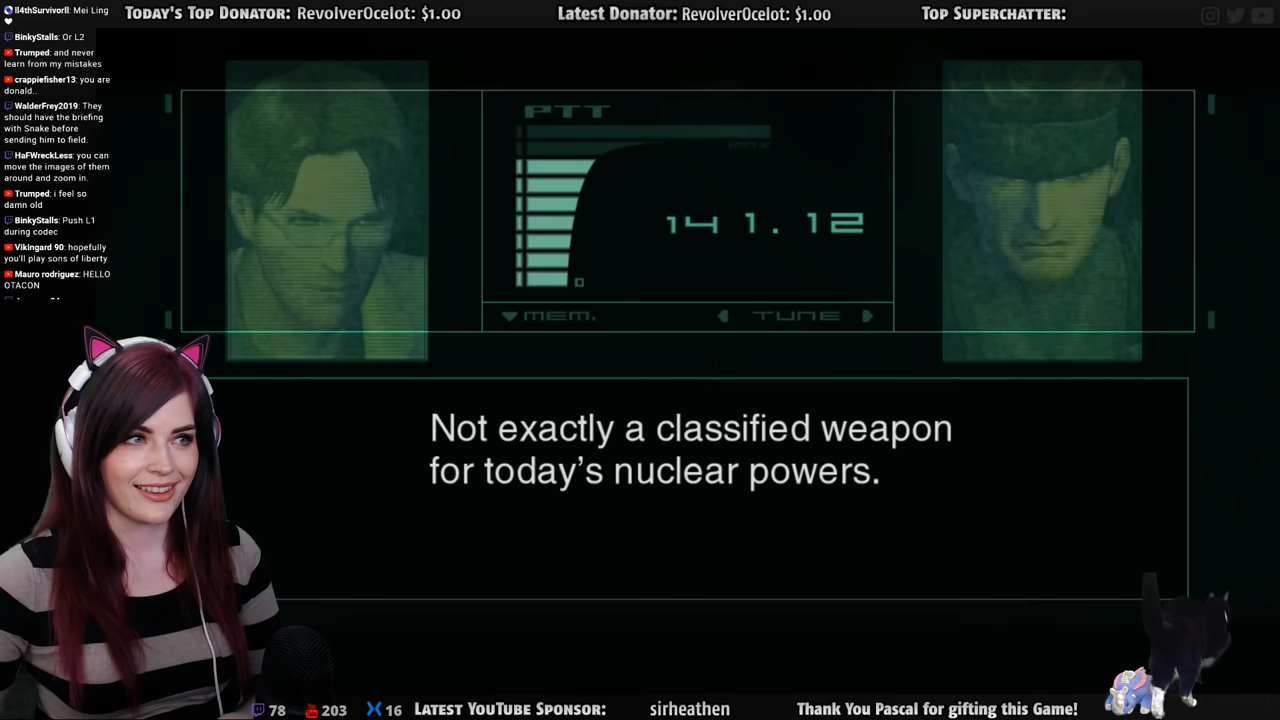 Today's Top Donator: Revolver0celot: $1.00
Latest Donator: Revolver0celot: $1.00
Top Superchatter:
ll4thSurvivorll: Mei Ling
BinkyStalls: Or L2
Trumped: and never
learn from my mistakes
crappiefisher13: you are
donald..
WalderFrey2019: They
should have the briefing
with Snake before
sending him to field.
HaFWreckLess: you can
move the images of them
around and zoom in.
Trumped: i feel so
damn old
BinkyStalls: Push L1
during codec
Vikingard 90: hopefully
you'll play sons of liberty
Mauro rodriguez: HELLO
OTACON
PTT
141.12
MEM.
TUNE
Not exactly a classified weapon
for today's nuclear powers.
78
203
16
Latest YouTube Sponsor: sirheathen
Thank You Pascal for gifting this Game!